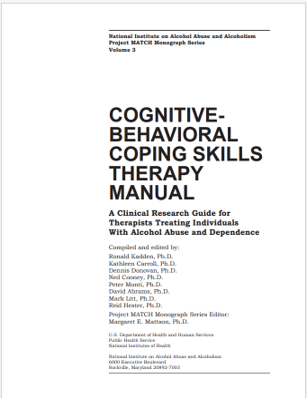 National Institute on Alcohol Abuse and Alcoholism
Project MATCH Monograph Series
Volume 3
COGNITIVE-
BEHAVIORAL
COPING SKILLS
THERAPY
MANUAL
A Clinical Research Guide for
Therapists Treating Individuals
With Alcohol Abuse and Dependence
Compiled and edited by:
Ronald Kadden, Ph.D.
Kathleen Carroll, Ph.D.
Dennis Donovan, Ph.D.
Ned Cooney, Ph.D.
Peter Monti, Ph.D.
David Abrams, Ph.D.
Mark Litt, Ph.D.
Reid Hester, Ph.D.
Project MATCH Monograph Series Editor:
Margaret E. Mattson, Ph.D.
U.S. Department of Health and Human Services
Public Health Service
National Institutes of Health
National Institute on Alcohol Abuse and Alcoholism
6000 Executive Boulevard
Rockville, Maryland 20892-7003